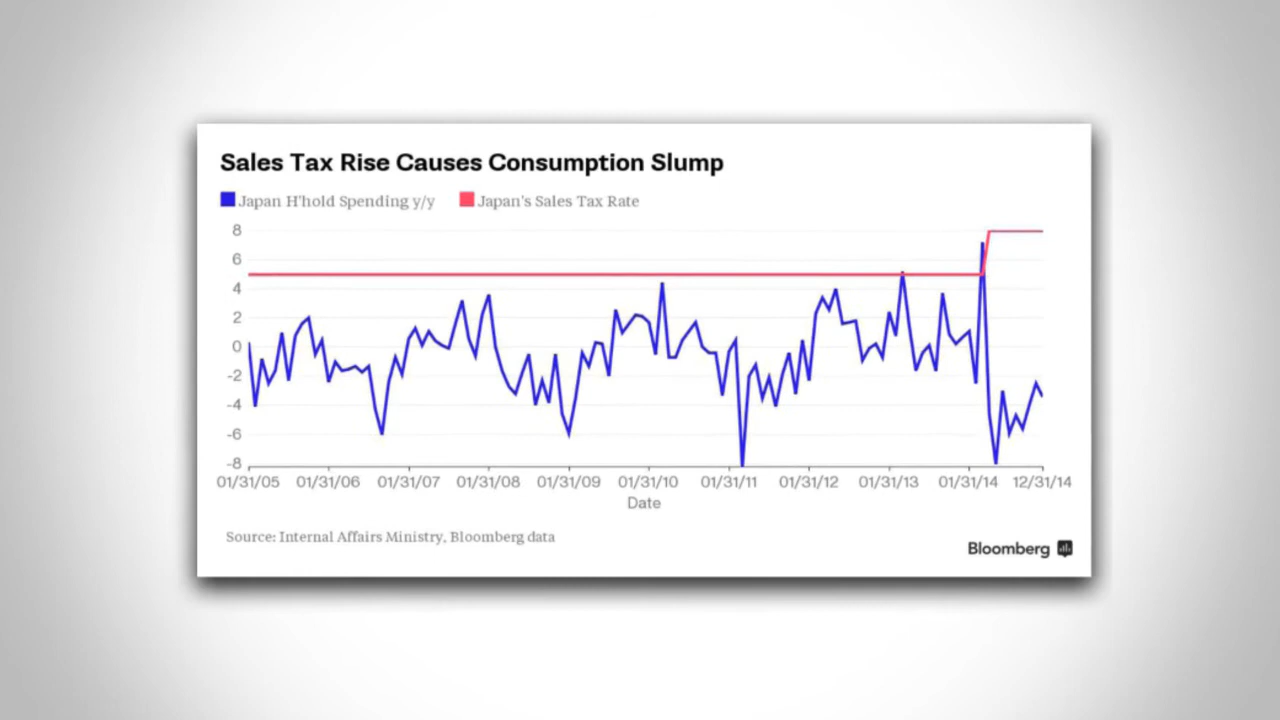 Sales Tax Rise Causes Consumption Slump
Japan H'hold Spending y/y Japan's Sales Tax Rate
8
6
4
2
0
-2
-4
-6
-8
01/31/05 01/31/06 01/31/07 01/31/08 01/31/09 01/31/10 01/31/11 01/31/12 01/31/13 01/31/14 12/31/14
Date
Source: Internal Affairs Ministry, Bloomberg data
Bloomberg